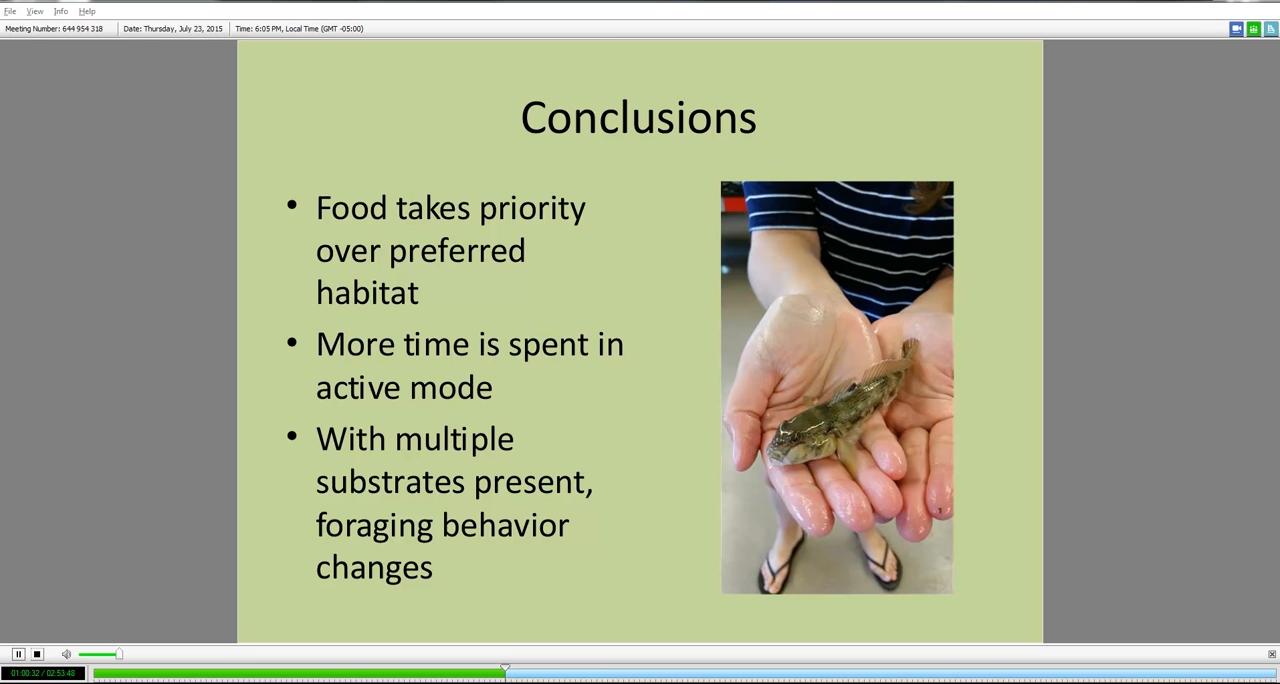 File View Info Help
Meeting Number: 644 954 318 Date: Thursday, July 23, 2015 Time: 6:05 PM, Local Time (GMT -05:00)
Conclusions
• Food takes priority
over preferred
habitat
• More time is spent in
active mode
• With multiple
substrates present,
foraging behavior
changes
01:00:32 / 02:53:48